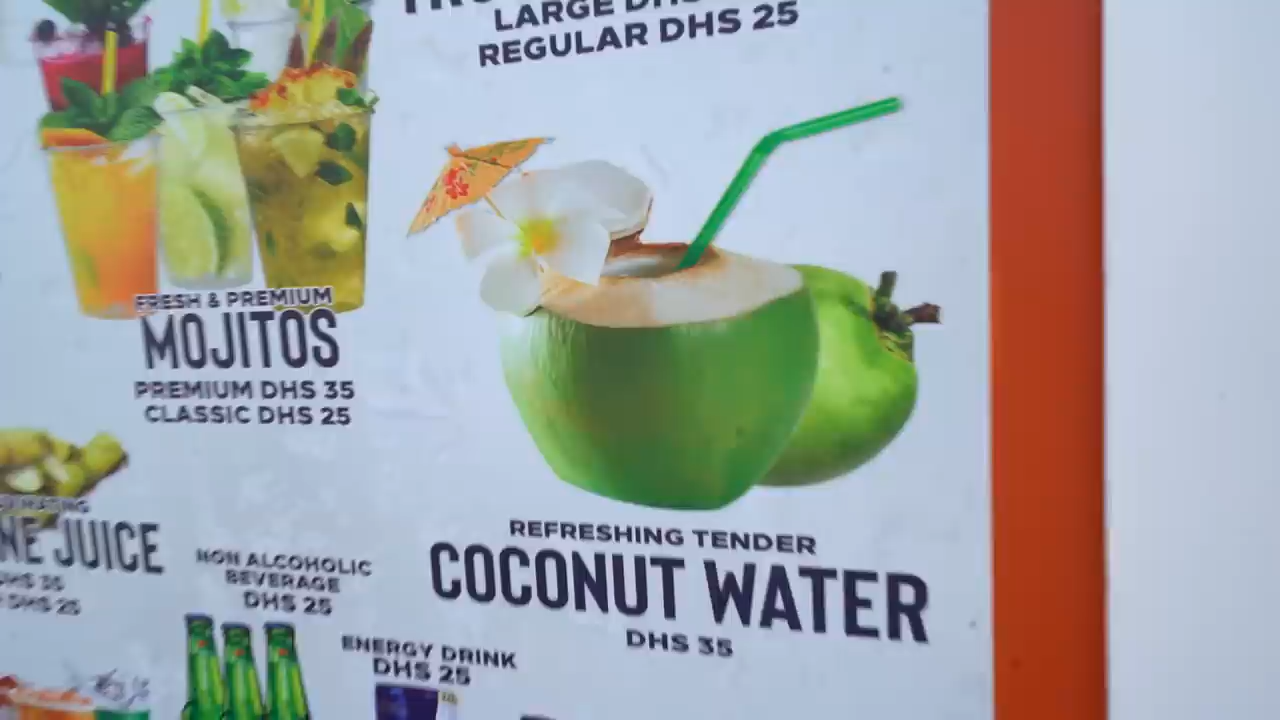 LARGE
REGULAR DHS 25
FRESH & PREMIUM
MOJITOS
PREMIUM DHS 35
CLASSIC DHS 25
JUICE
DHS 25
NON ALCOHOLIC
BEVERAGE
DHS 25
REFRESHING TENDER
COCONUT WATER
DHS 35
ENERGY DRINK
DHS 25